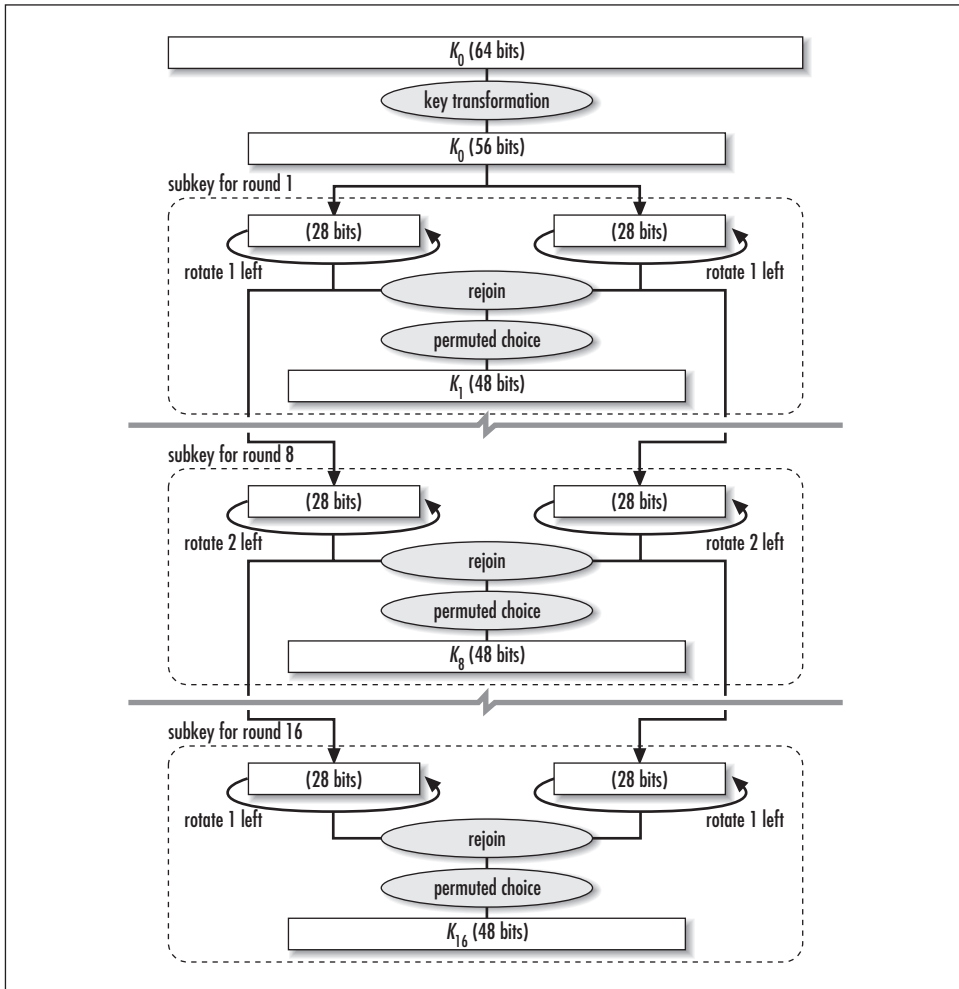 K0 (64 bits)
key transformation
K0 (56 bits)
subkey for round 1
(28 bits) (28 bits)
rotate 1 left rotate 1 left
rejoin
permuted choice
K1 (48 bits)
subkey for round 8
(28 bits) (28 bits)
rotate 2 left rotate 2 left
rejoin
permuted choice
K8 (48 bits)
subkey for round 16
(28 bits) (28 bits)
rotate 1 left rotate 1 left
rejoin
permuted choice
K16 (48 bits)